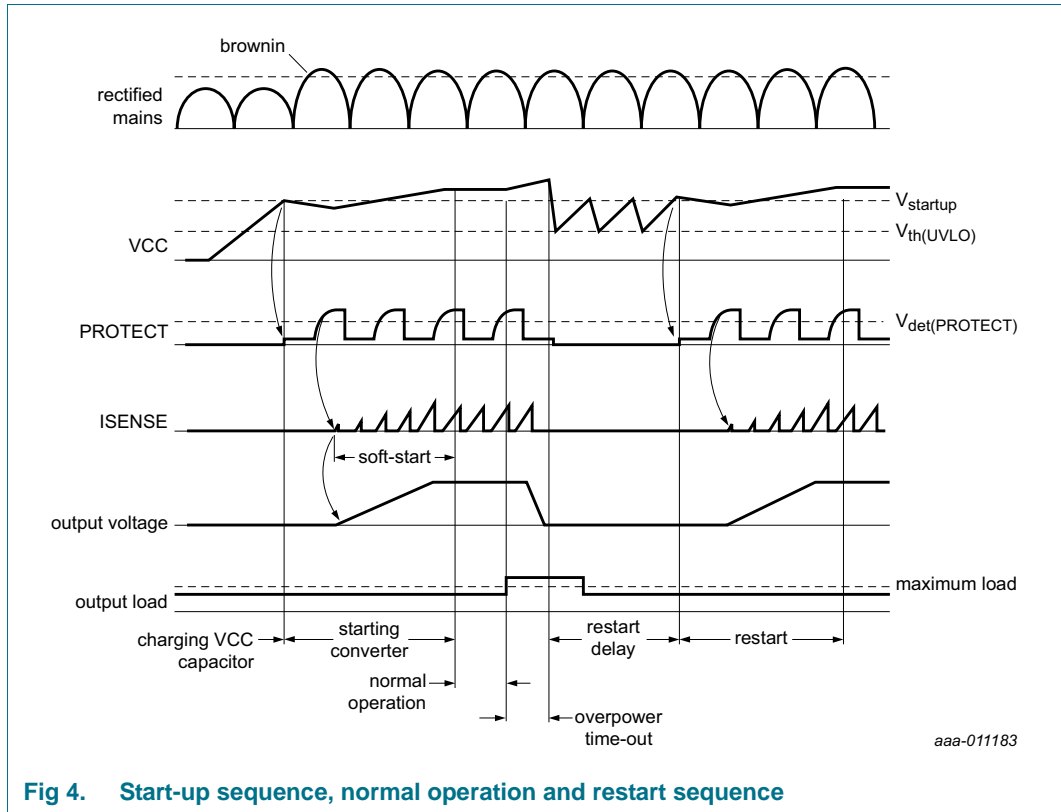 brownin
rectified
mains
VCC
Vstartup
Vth(UVLO)
PROTECT
Vdet(PROTECT)
ISENSE
soft-start
output voltage
output load
maximum load
charging VCC
capacitor
starting
converter
restart
delay
restart
normal
operation
overpower
time-out
aaa-011183
Fig 4. Start-up sequence, normal operation and restart sequence